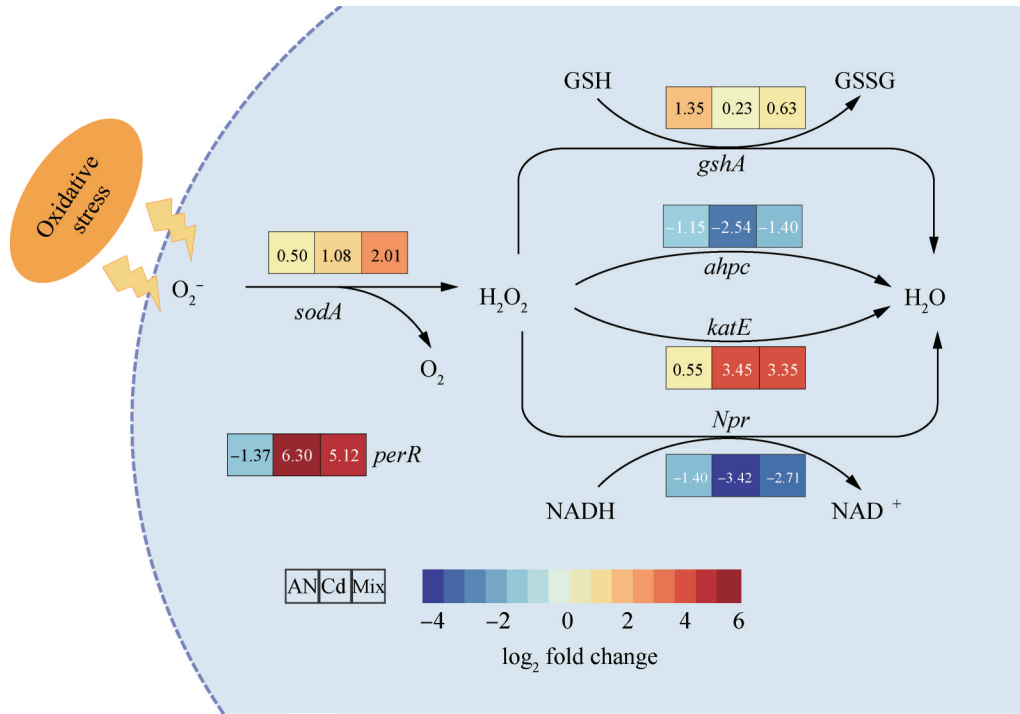 GSH
GSSG
1.35 0.23 0.63
gshA
Oxidative
stress
−1.15 −2.54 −1.40
ahpc
0.50 1.08 2.01
O₂⁻
sodA
H₂O₂
H₂O
O₂
katE
0.55 3.45 3.35
Npr
−1.37 6.30 5.12 perR
−1.40 −3.42 −2.71
NADH
NAD⁺
AN Cd Mix
−4 −2 0 2 4 6
log₂ fold change